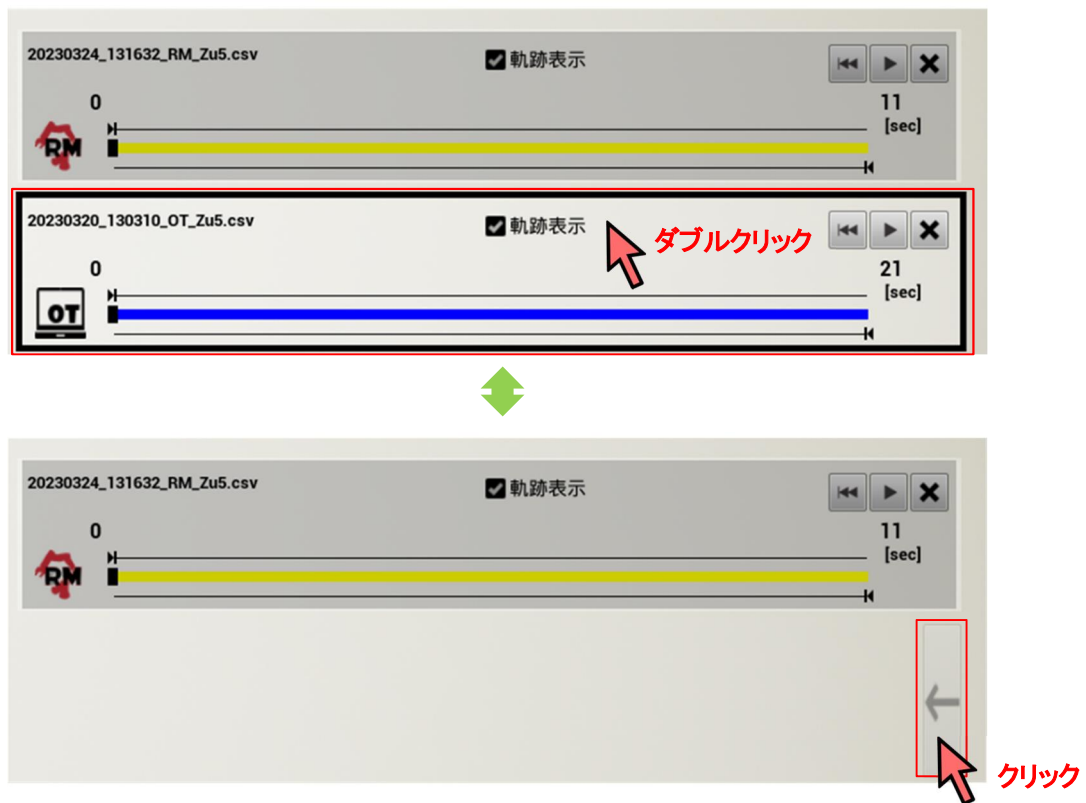 20230324_131632_RM_Zu5.csv
軌跡表示
0
11
[sec]
RM
20230320_130310_OT_Zu5.csv
軌跡表示
ダブルクリック
0
21
[sec]
OT
20230324_131632_RM_Zu5.csv
軌跡表示
0
11
[sec]
RM
クリック